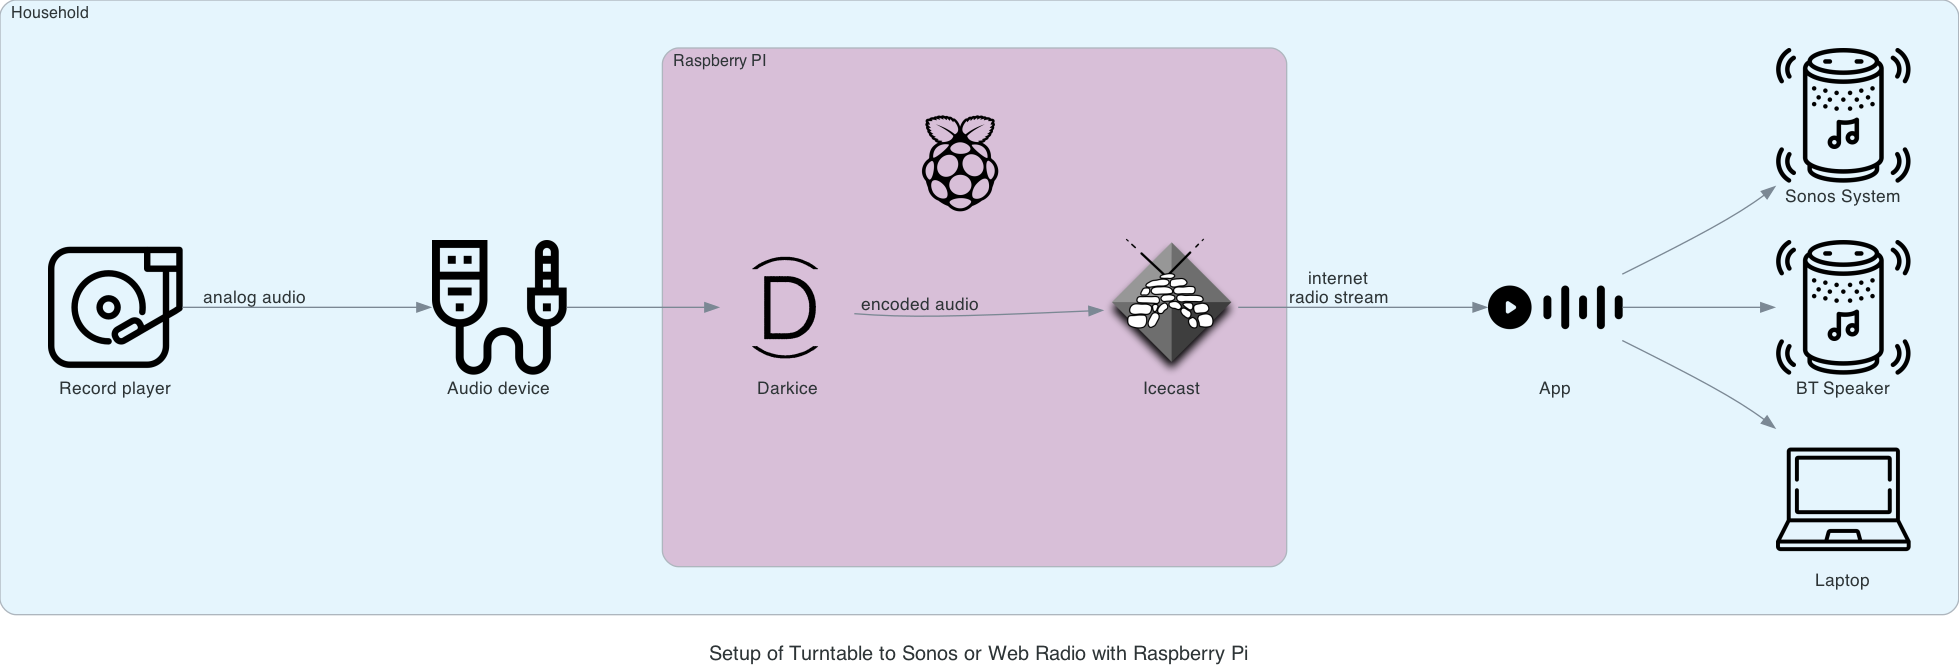 Household
Raspberry PI
analog audio
encoded audio
internet
radio stream
Record player
Audio device
D
Darkice
Icecast
App
Sonos System
BT Speaker
Laptop
Setup of Turntable to Sonos or Web Radio with Raspberry Pi